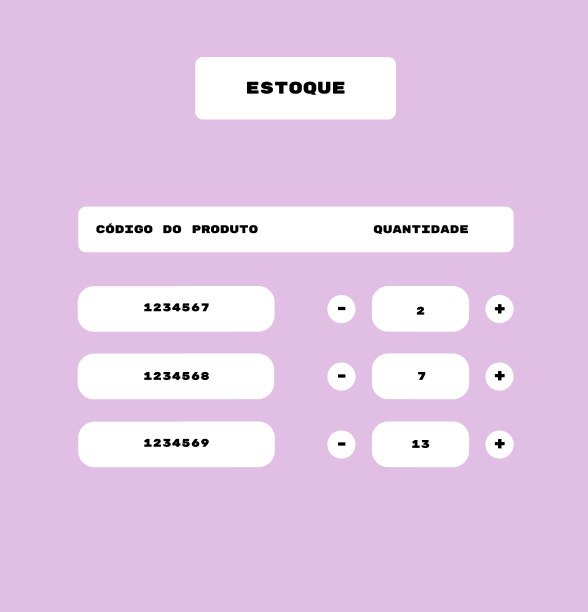 ESTOQUE
CÓDIGO DO PRODUTO QUANTIDADE
1234567 - 2 +
1234568 - 7 +
1234569 - 13 +